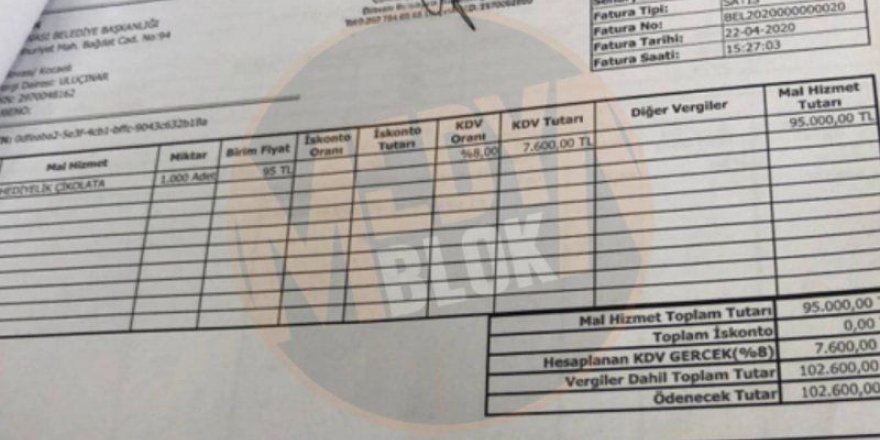 BELEDİYE BAŞKANLIĞI
Mah. Bağdat Cad. No:94
Kocaeli
Dairesi: ULUÇINAR
2970048162
Fatura Tipi:
Fatura No: BEL2020000000020
Fatura Tarihi: 22-04-2020
Fatura Saati: 15:27:03
Mal Hizmet Miktar Birim Fiyat İskonto Oranı İskonto Tutarı KDV Oranı KDV Tutarı Diğer Vergiler Mal Hizmet Tutarı
HEDİYELİK ÇİKOLATA 1.000 Adet 95 TL %8,00 7.600,00 TL 95.000,00 TL
MEDYA
BLOK
Mal Hizmet Toplam Tutarı 95.000,00
Toplam İskonto 0,00
Hesaplanan KDV GERCEK(%8) 7.600,00
Vergiler Dahil Toplam Tutar 102.600,00
Ödenecek Tutar 102.600,00